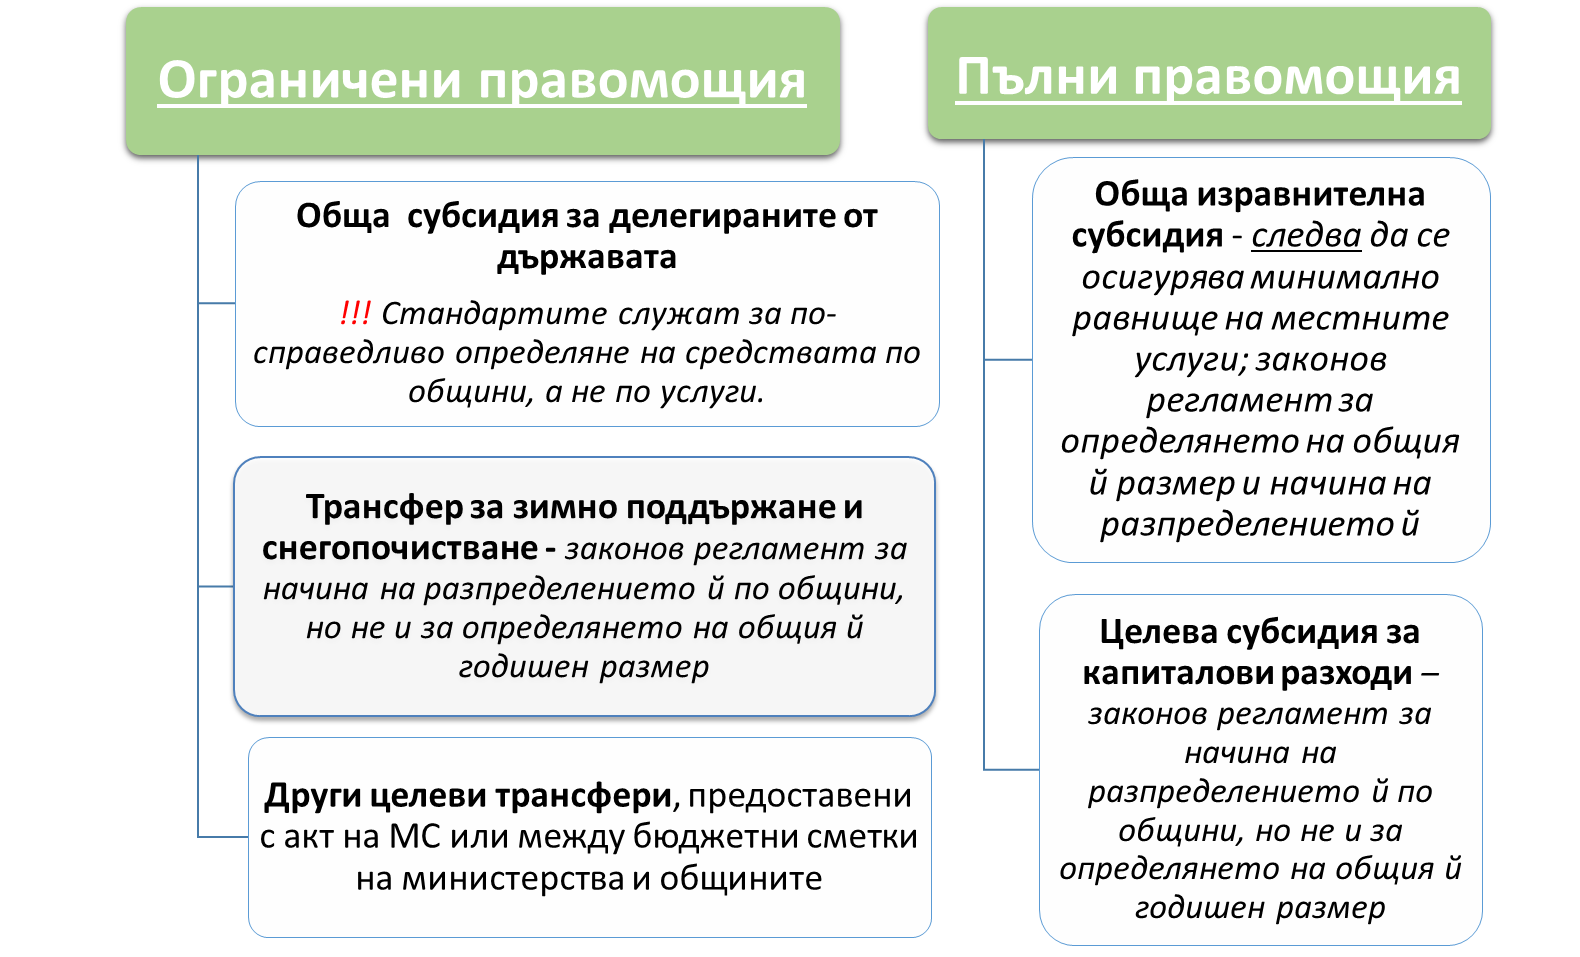 Ограничени правомощия
Обща субсидия за делегираните от
държавата
!!! Стандартите служат за по-
справедливо определяне на средствата по
общини, а не по услуги.
Трансфер за зимно поддържане и
снегопочистване - законов регламент за
начина на разпределението й по общини,
но не и за определянето на общия й
годишен размер
Други целеви трансфери, предоставени
с акт на МС или между бюджетни сметки
на министерства и общините
Пълни правомощия
Обща изравнителна
субсидия - следва да се
осигурява минимално
равнище на местните
услуги; законов
регламент за
определянето на общия
й размер и начина на
разпределението й
Целева субсидия за
капиталови разходи –
законов регламент за
начина на
разпределението й по
общини, но не и за
определянето на общия й
годишен размер